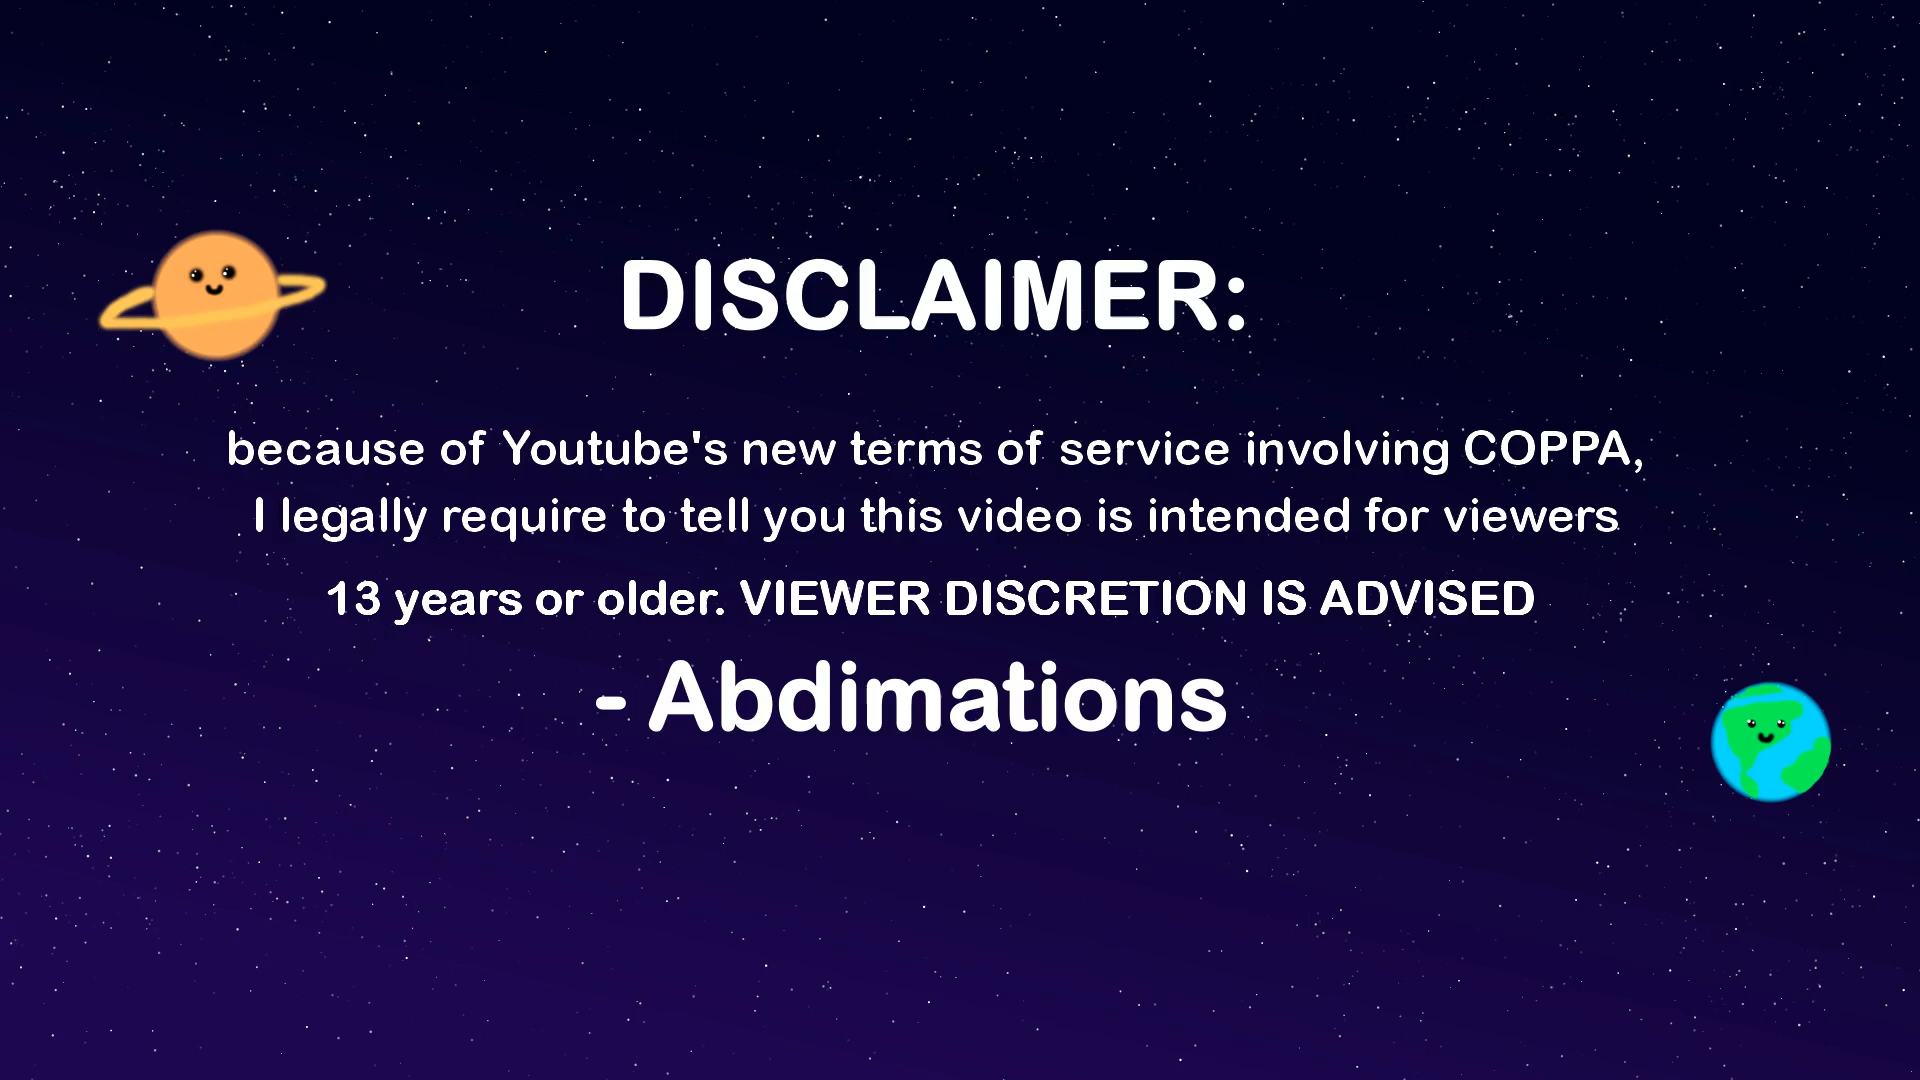 DISCLAIMER:
because of Youtube's new terms of service involving COPPA,
I legally require to tell you this video is intended for viewers
13 years or older. VIEWER DISCRETION IS ADVISED
- Abdimations